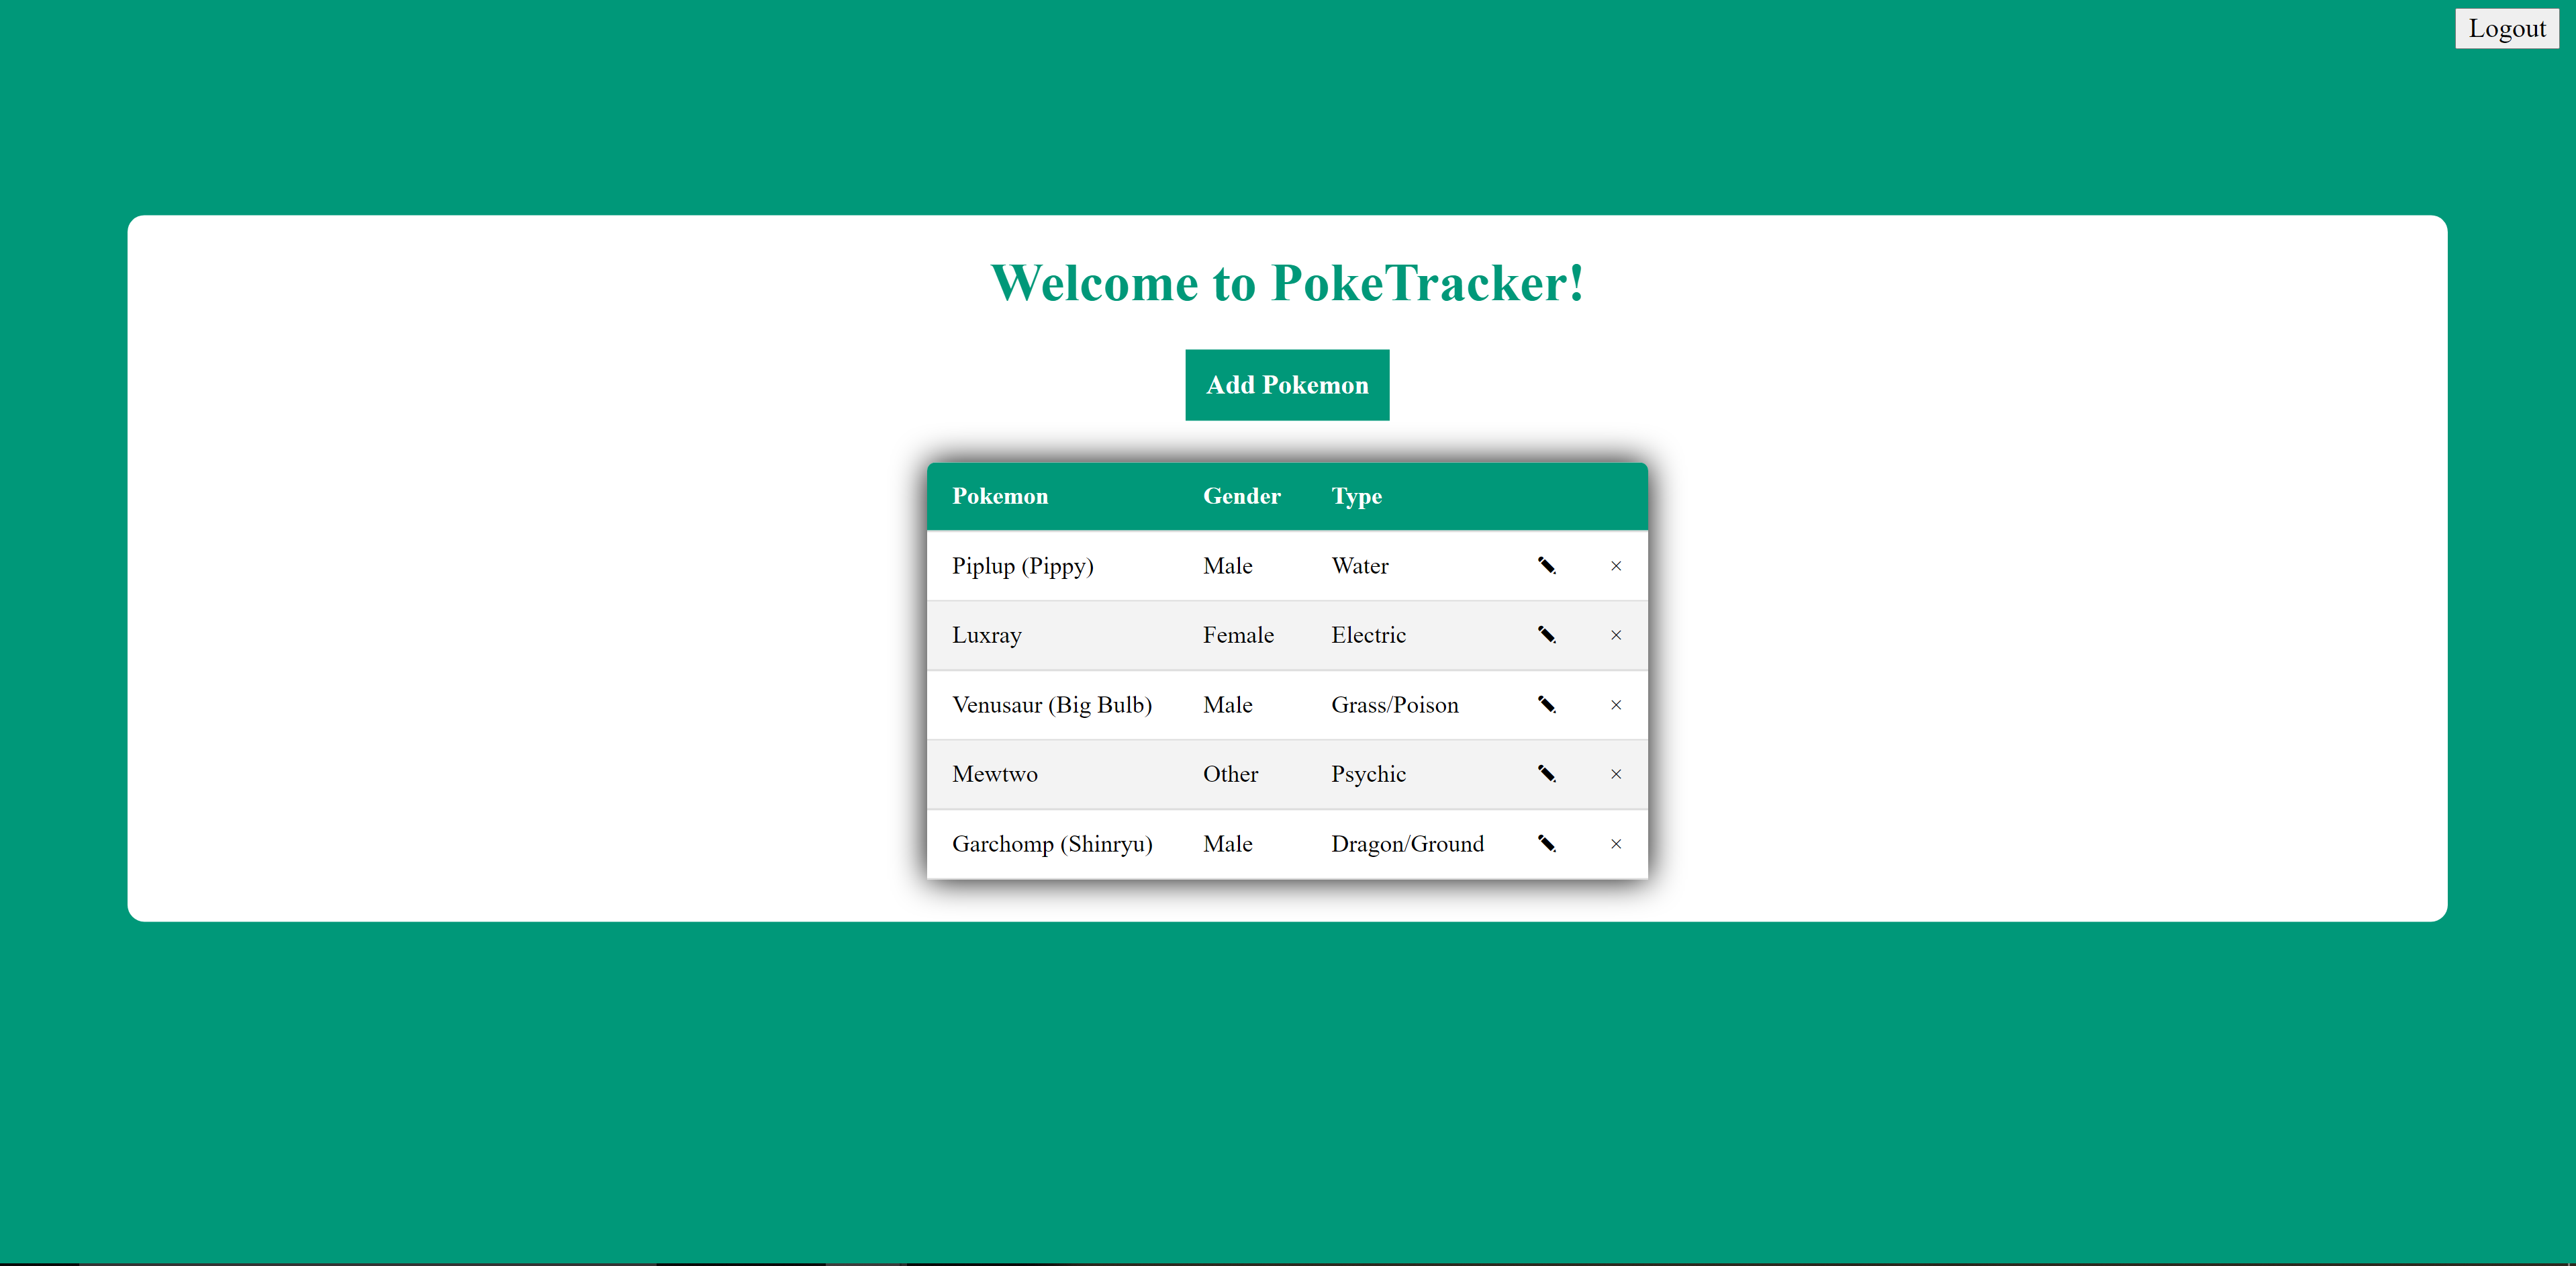 Logout
Welcome to PokeTracker!
Add Pokemon
Pokemon Gender Type
Piplup (Pippy) Male Water ×
Luxray Female Electric ×
Venusaur (Big Bulb) Male Grass/Poison ×
Mewtwo Other Psychic ×
Garchomp (Shinryu) Male Dragon/Ground ×